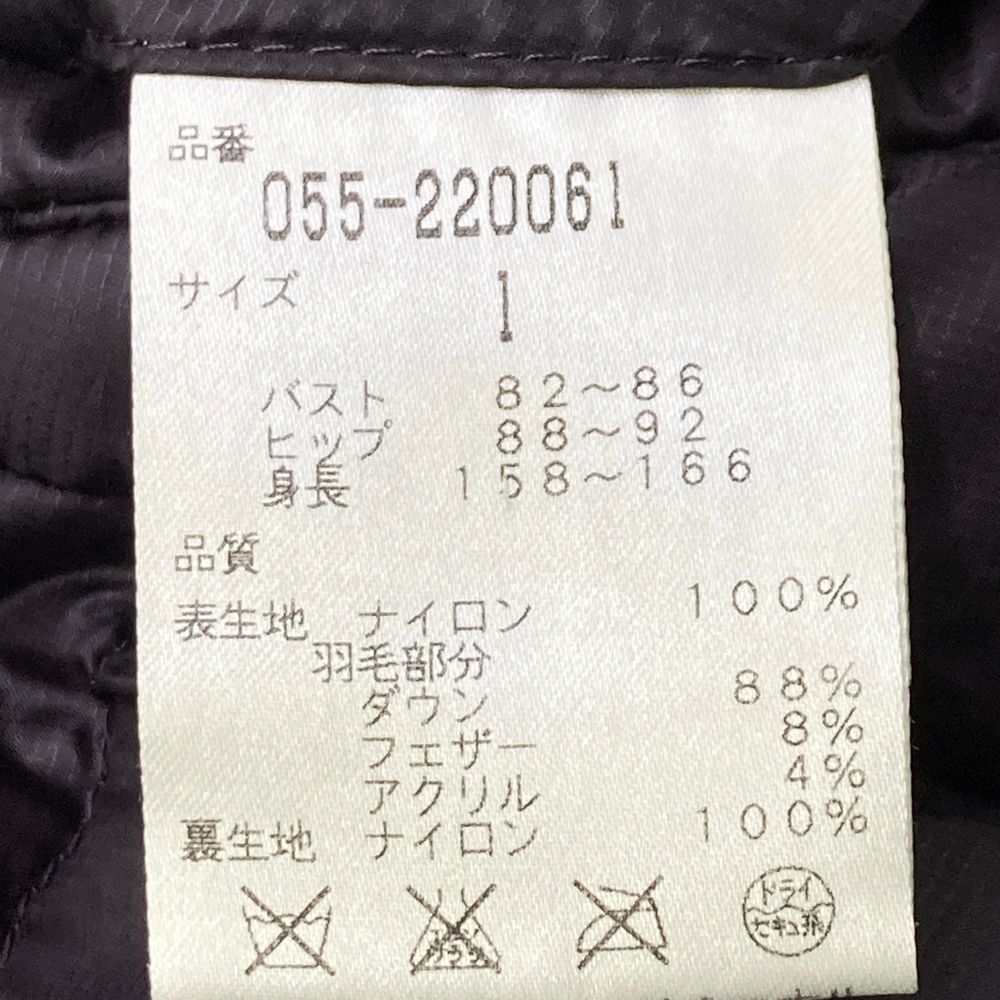 品番
055-220061
サイズ 1
バスト 82～86
ヒップ 88～92
身長 158～166
品質
表生地 ナイロン 100%
羽毛部分
ダウン 88%
フェザー 8%
アクリル 4%
裏生地 ナイロン 100%
ドライ
セキユ系